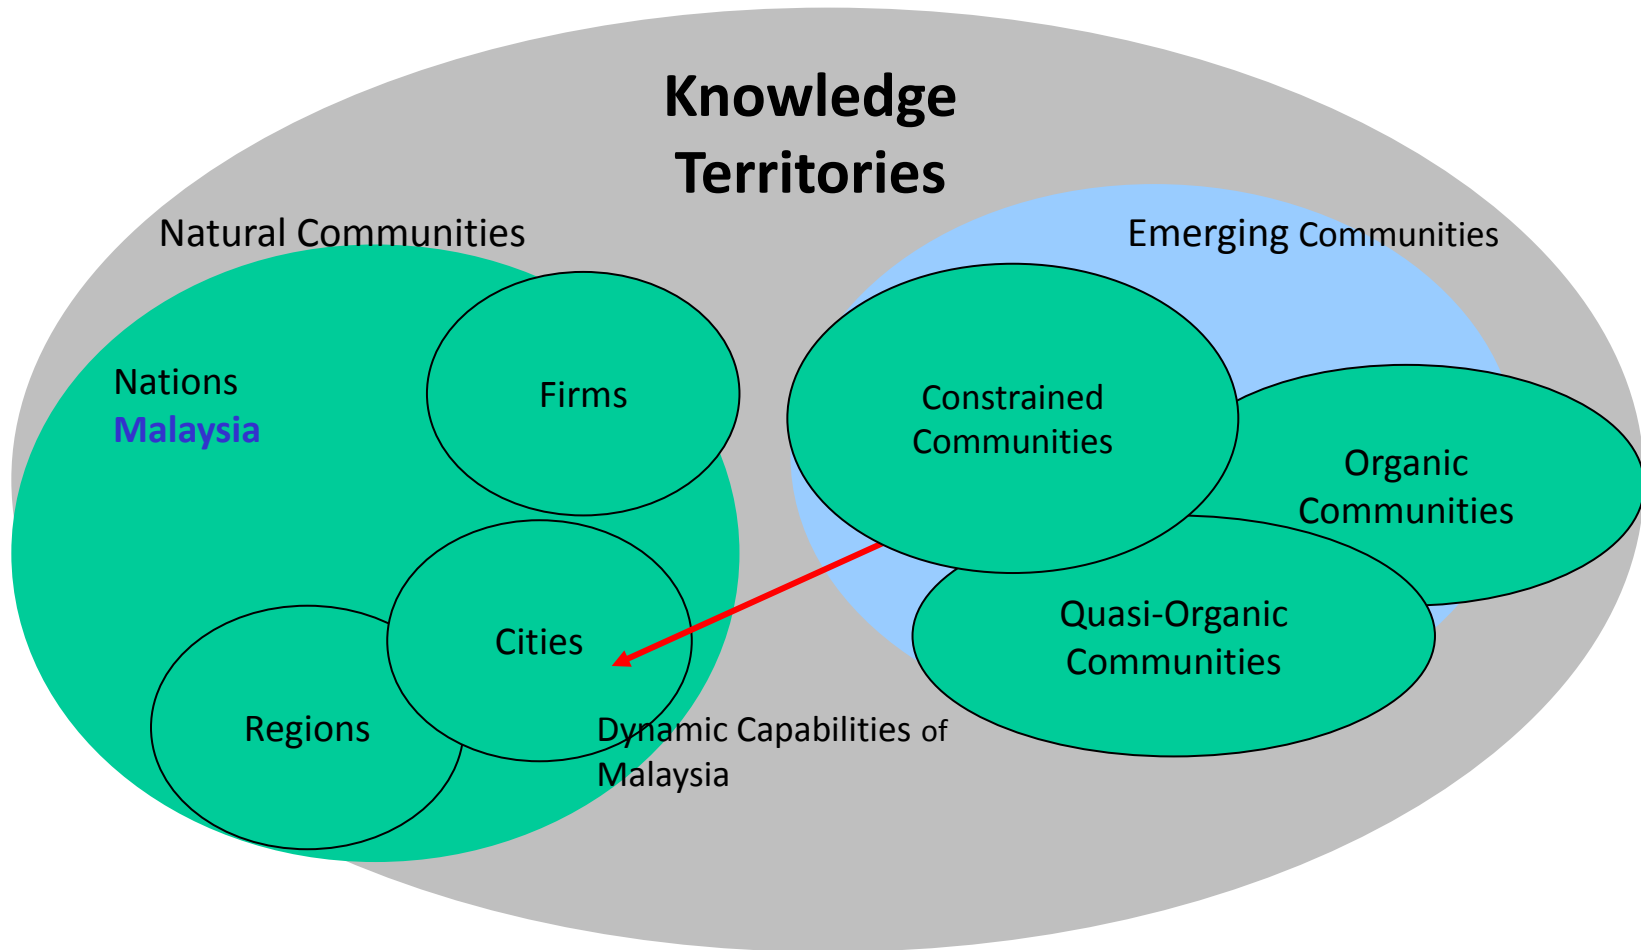 Knowledge
Territories
Natural Communities
Emerging Communities
Nations
Malaysia
Firms
Constrained
Communities
Organic
Communities
Cities
Quasi-Organic
Communities
Regions
Dynamic Capabilities of
Malaysia